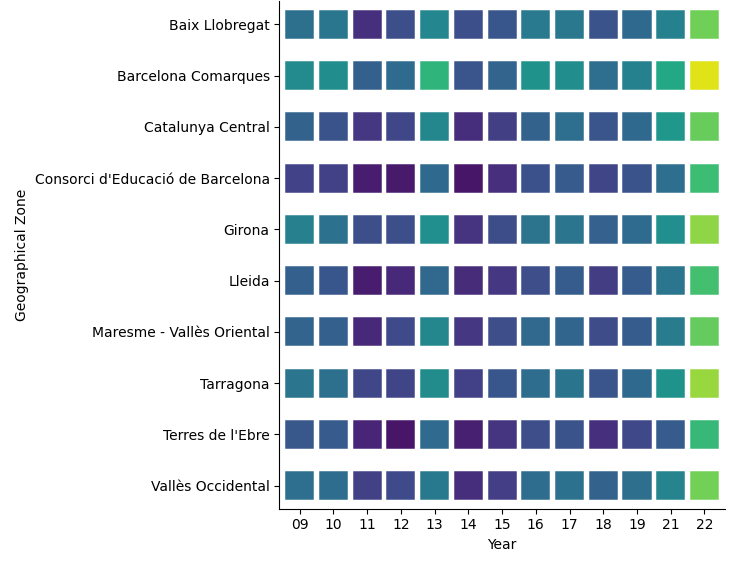 Geographical Zone
Baix Llobregat
Barcelona Comarques
Catalunya Central
Consorci d'Educació de Barcelona
Girona
Lleida
Maresme - Vallès Oriental
Tarragona
Terres de l'Ebre
Vallès Occidental
09 10 11 12 13 14 15 16 17 18 19 21 22
Year